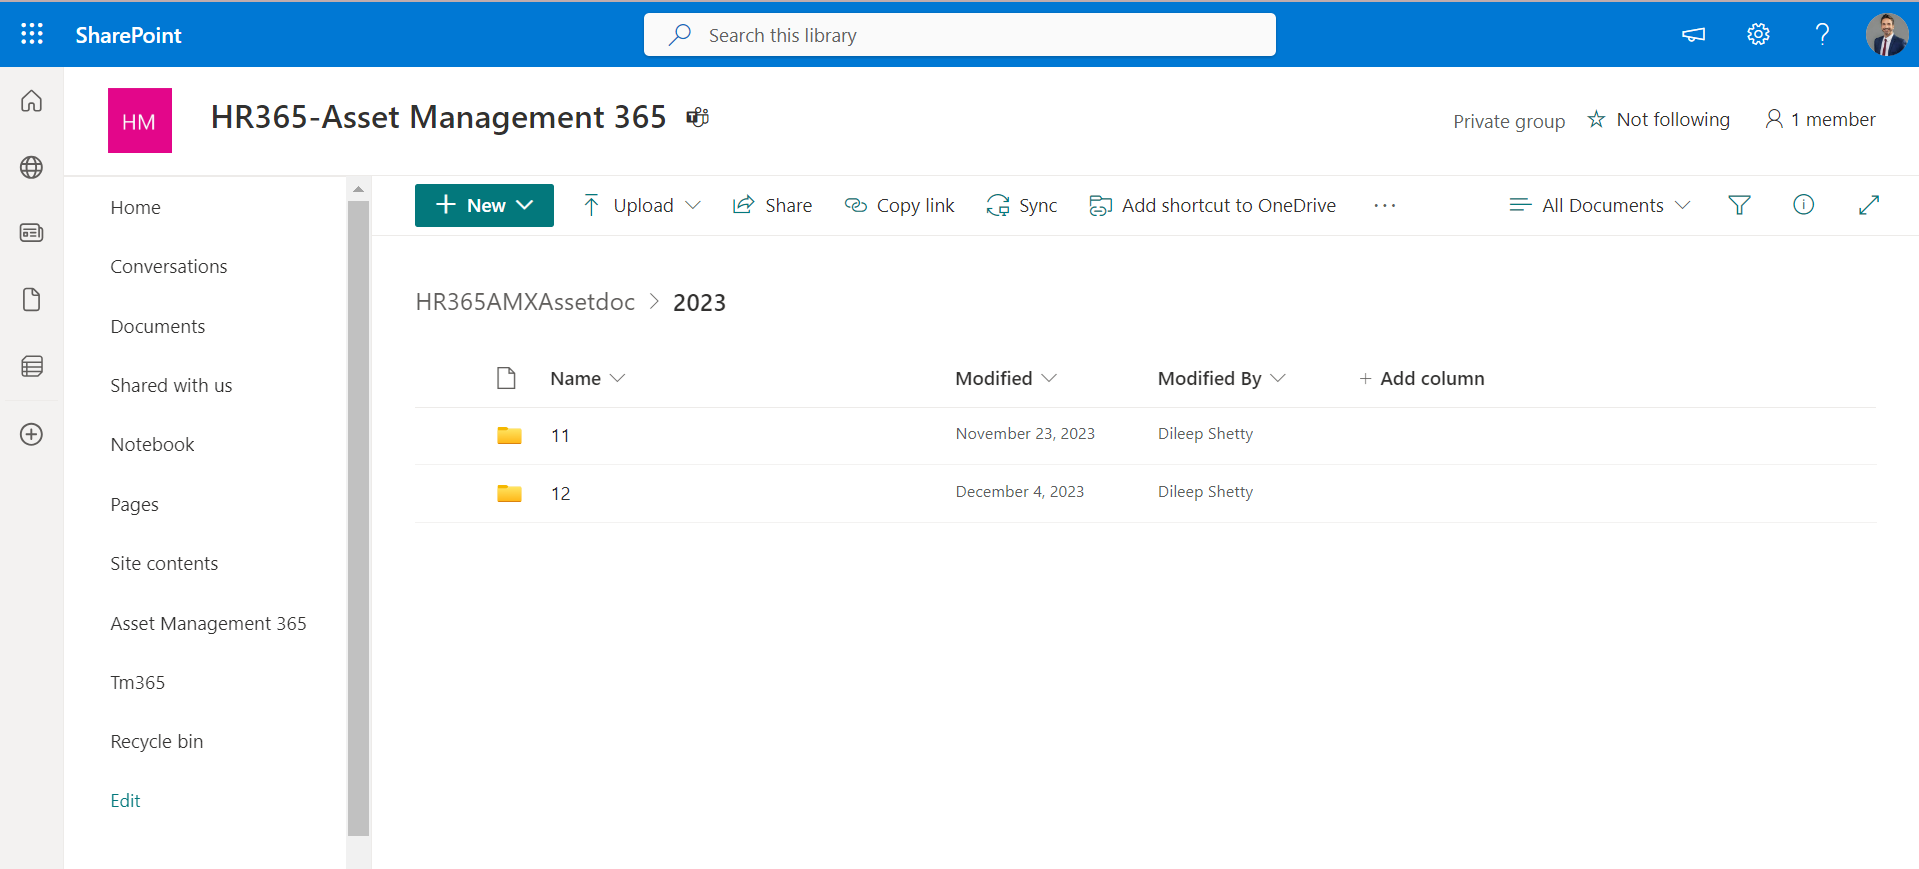 SharePoint
Search this library
?
HM
HR365-Asset Management 365
Private group
Not following
1 member
Home
Conversations
Documents
Shared with us
Notebook
Pages
Site contents
Asset Management 365
Tm365
Recycle bin
Edit
+ New
Upload
Share
Copy link
Sync
Add shortcut to OneDrive
...
All Documents
HR365AMXAssetdoc > 2023
Name
Modified
Modified By
+ Add column
11
November 23, 2023
Dileep Shetty
12
December 4, 2023
Dileep Shetty